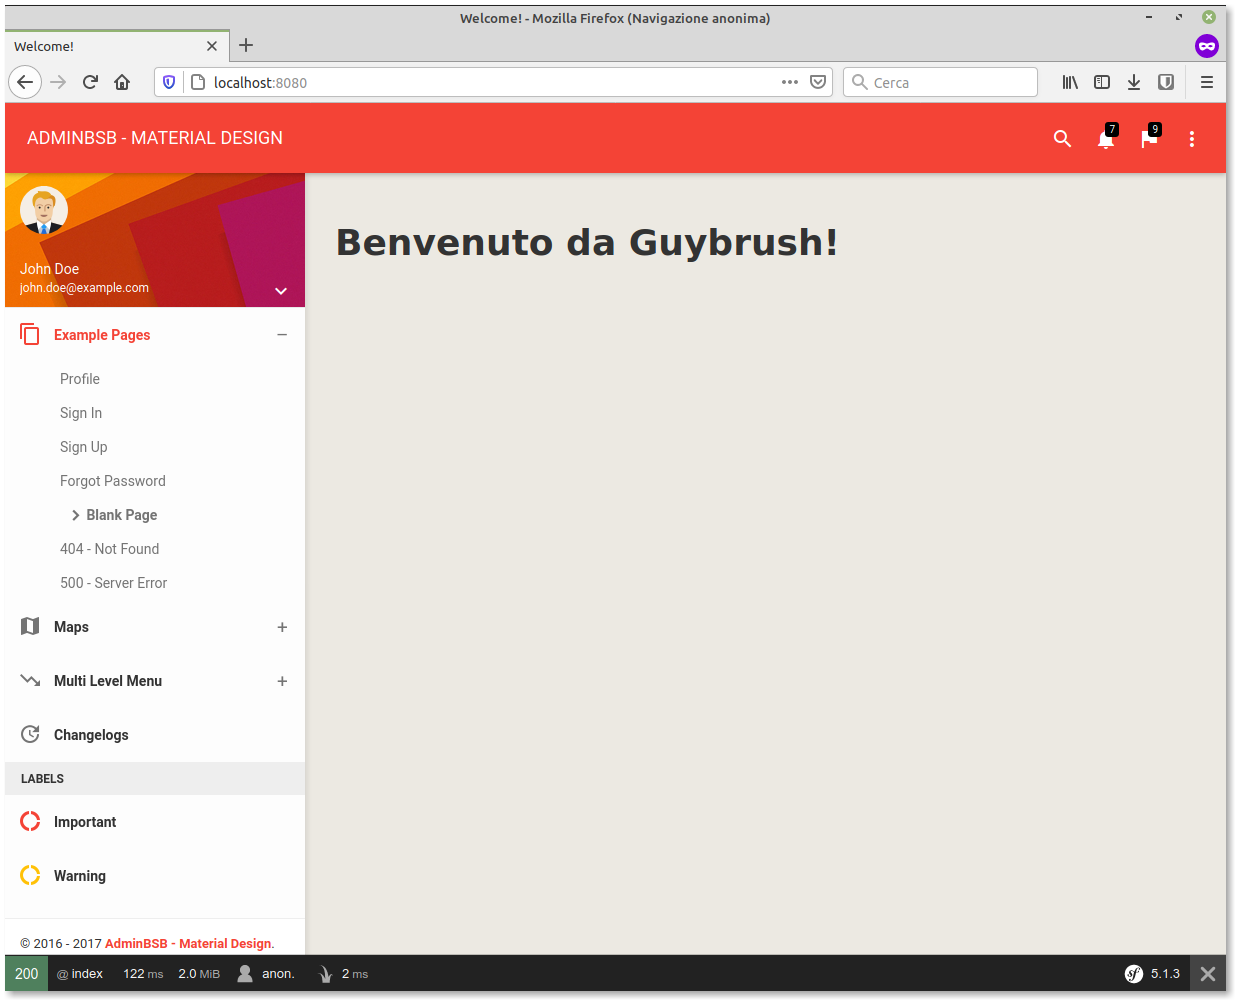 Welcome! - Mozilla Firefox (Navigazione anonima)
Welcome!
localhost:8080
Cerca
ADMINBSB - MATERIAL DESIGN
7
9
John Doe
john.doe@example.com
Benvenuto da Guybrush!
Example Pages
Profile
Sign In
Sign Up
Forgot Password
Blank Page
404 - Not Found
500 - Server Error
Maps
Multi Level Menu
Changelogs
LABELS
Important
Warning
© 2016 - 2017 AdminBSB - Material Design.
200 @ index 122 ms 2.0 MiB anon. 2 ms sf 5.1.3